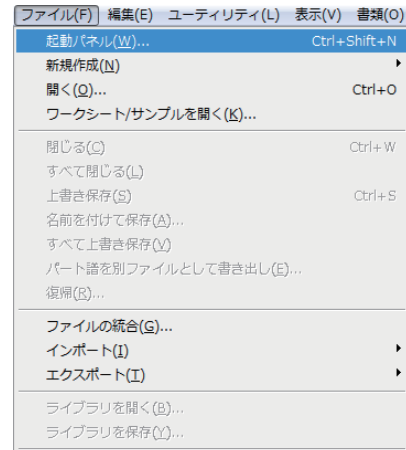 ファイル(F) 編集(E) ユーティリティ(L) 表示(V) 書類(O)
起動パネル(W)... Ctrl+Shift+N
新規作成(N)
開く(O)... Ctrl+O
ワークシート/サンプルを開く(K)...
閉じる(C) Ctrl+W
すべて閉じる(L)
上書き保存(S) Ctrl+S
名前を付けて保存(A)...
すべて上書き保存(V)
パート譜を別ファイルとして書き出し(E)...
復帰(R)...
ファイルの統合(G)...
インポート(I)
エクスポート(T)
ライブラリを開く(B)...
ライブラリを保存(Y)...